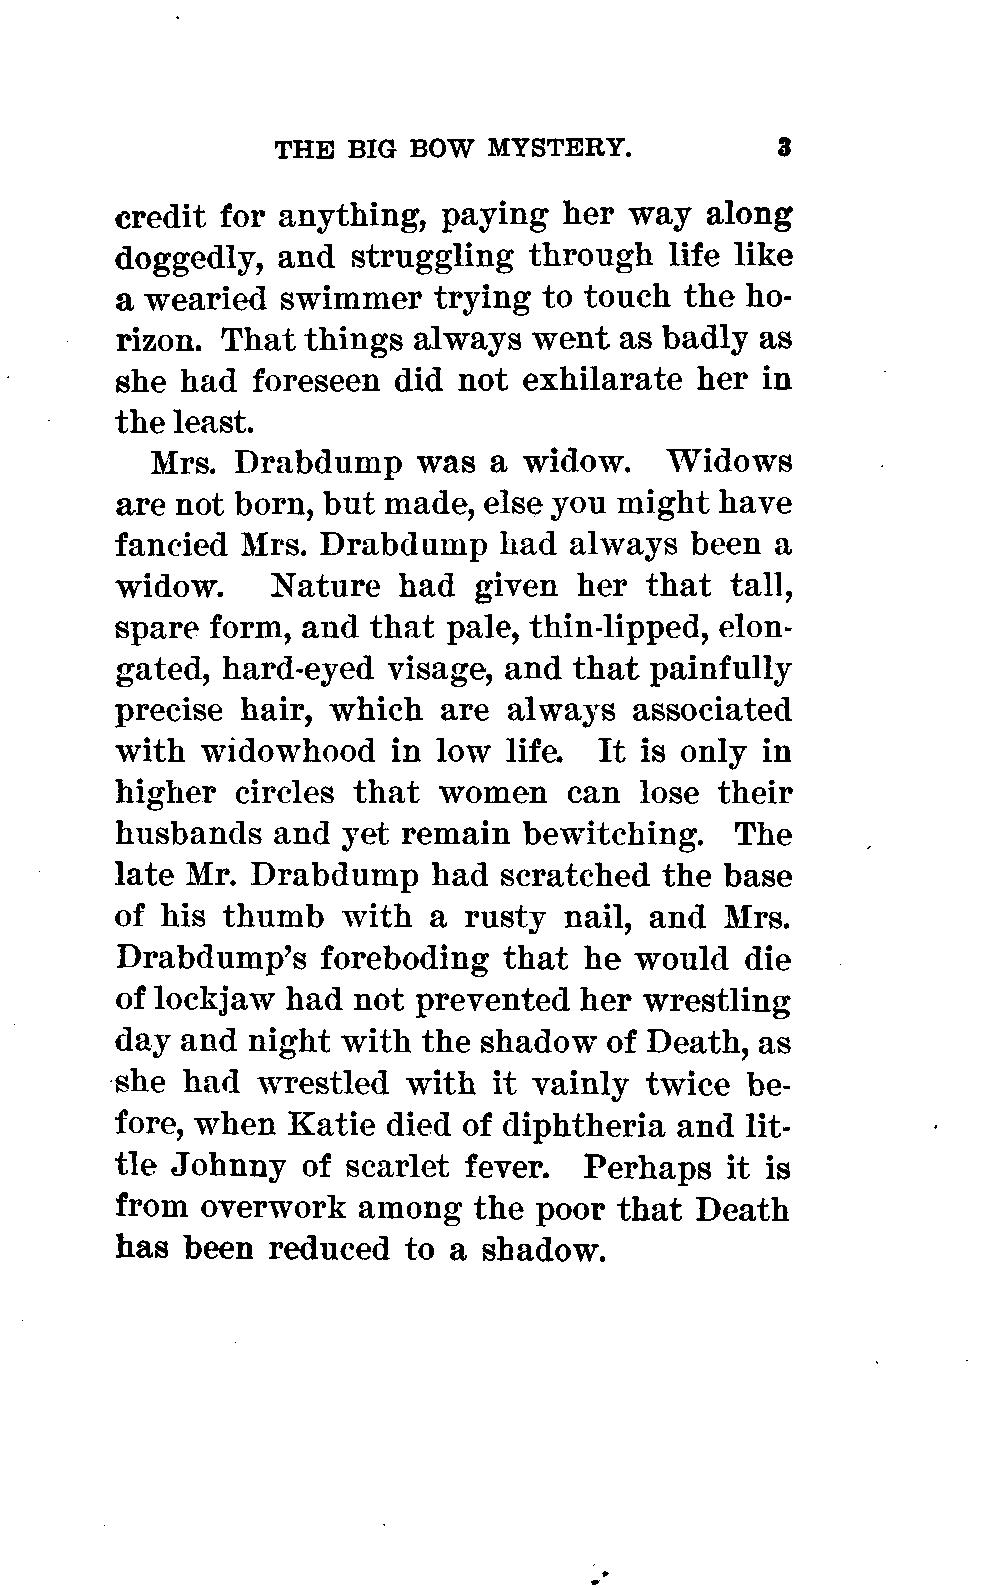 THE BIG BOW MYSTERY. 3
credit for anything, paying her way along
doggedly, and struggling through life like
a wearied swimmer trying to touch the ho-
rizon. That things always went as badly as
she had foreseen did not exhilarate her in
the least.
Mrs. Drabdump was a widow. Widows
are not born, but made, else you might have
fancied Mrs. Drabdump had always been a
widow. Nature had given her that tall,
spare form, and that pale, thin-lipped, elon-
gated, hard-eyed visage, and that painfully
precise hair, which are always associated
with widowhood in low life. It is only in
higher circles that women can lose their
husbands and yet remain bewitching. The
late Mr. Drabdump had scratched the base
of his thumb with a rusty nail, and Mrs.
Drabdump's foreboding that he would die
of lockjaw had not prevented her wrestling
day and night with the shadow of Death, as
she had wrestled with it vainly twice be-
fore, when Katie died of diphtheria and lit-
tle Johnny of scarlet fever. Perhaps it is
from overwork among the poor that Death
has been reduced to a shadow.